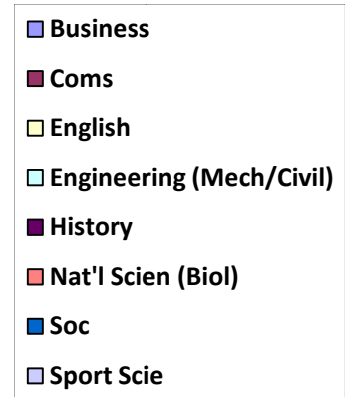 Business
Coms
English
Engineering (Mech/Civil)
History
Nat'l Scien (Biol)
Soc
Sport Scie